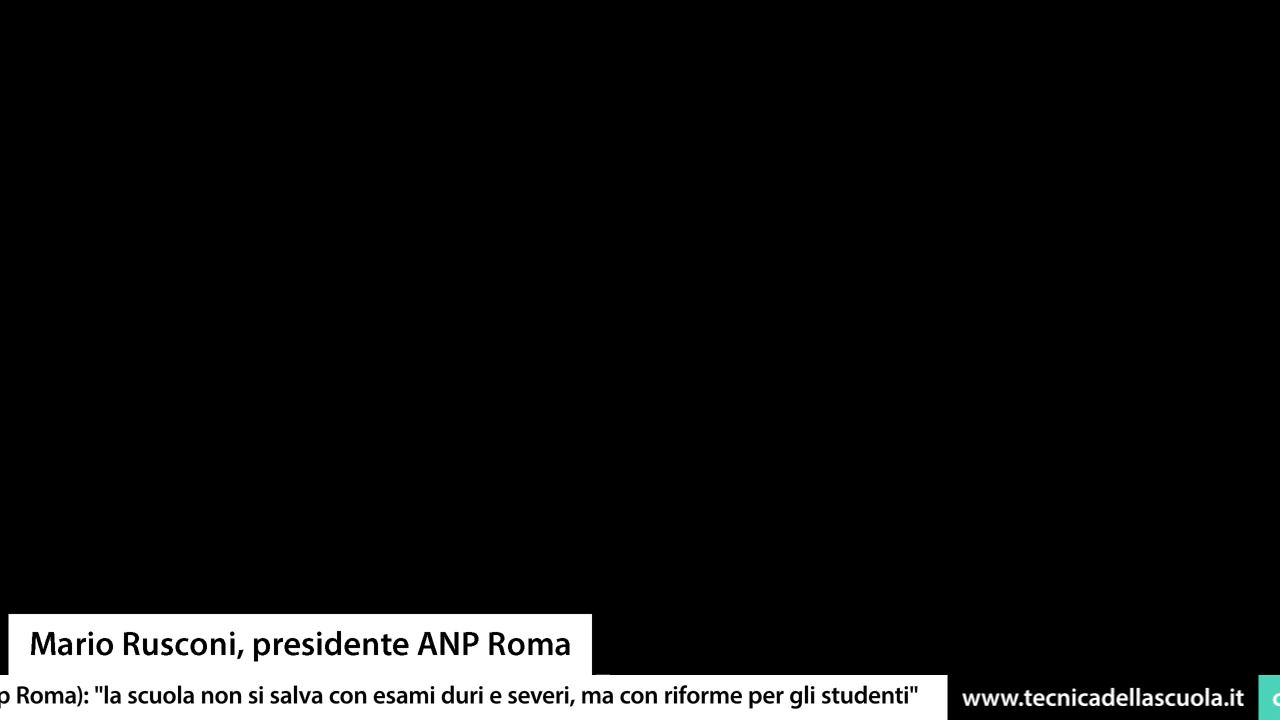 Mario Rusconi, presidente ANP Roma
p Roma): "la scuola non si salva con esami duri e severi, ma con riforme per gli studenti"
www.tecnicadellascuola.it